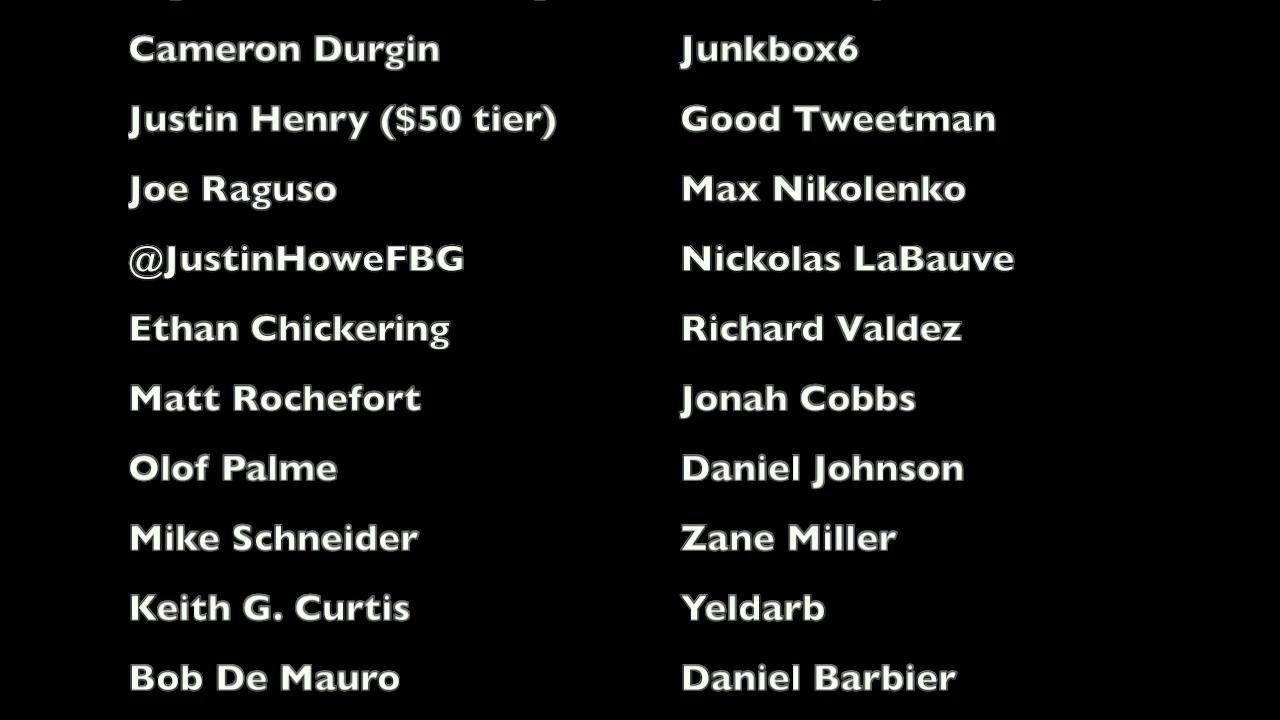 Cameron Durgin
Justin Henry ($50 tier)
Joe Raguso
@JustinHoweFBG
Ethan Chickering
Matt Rochefort
Olof Palme
Mike Schneider
Keith G. Curtis
Bob De Mauro
Junkbox6
Good Tweetman
Max Nikolenko
Nickolas LaBauve
Richard Valdez
Jonah Cobbs
Daniel Johnson
Zane Miller
Yeldarb
Daniel Barbier